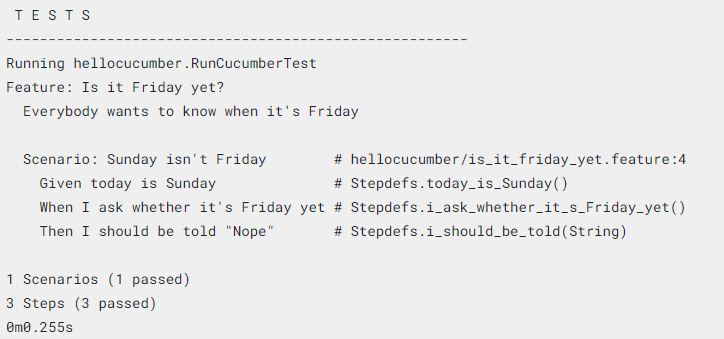 T E S T S
-------------------------------------------------------
Running hellocucumber.RunCucumberTest
Feature: Is it Friday yet?
  Everybody wants to know when it's Friday

  Scenario: Sunday isn't Friday        # hellocucumber/is_it_friday_yet.feature:4
    Given today is Sunday              # Stepdefs.today_is_Sunday()
    When I ask whether it's Friday yet # Stepdefs.i_ask_whether_it_s_Friday_yet()
    Then I should be told "Nope"       # Stepdefs.i_should_be_told(String)

1 Scenarios (1 passed)
3 Steps (3 passed)
0m0.255s